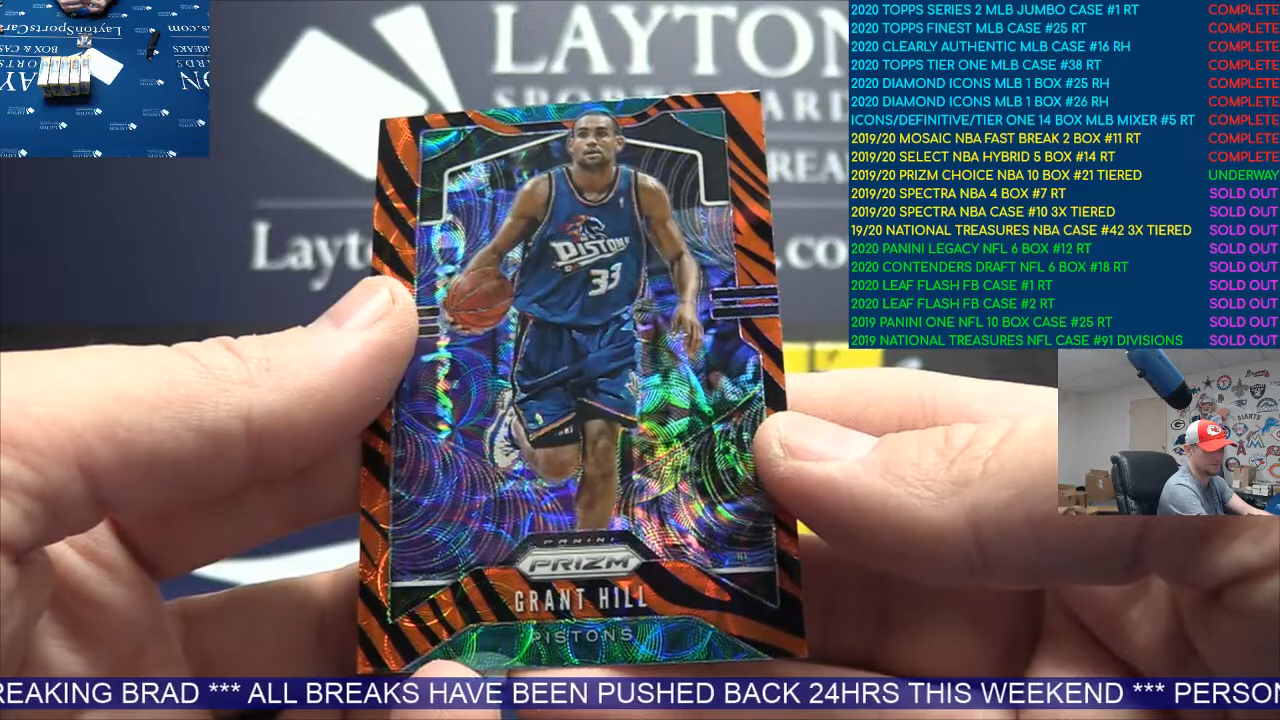 LAYTON
SPORTS CAR
BREA
Layto
.co
PISTONS
33
PANINI
PRIZM
GRANT HILL
PISTONS
2020 TOPPS SERIES 2 MLB JUMBO CASE #1 RT COMPLETE
2020 TOPPS FINEST MLB CASE #25 RT COMPLETE
2020 CLEARLY AUTHENTIC MLB CASE #16 RH COMPLETE
2020 TOPPS TIER ONE MLB CASE #38 RT COMPLETE
2020 DIAMOND ICONS MLB 1 BOX #25 RH COMPLETE
2020 DIAMOND ICONS MLB 1 BOX #26 RH COMPLETE
ICONS/DEFINITIVE/TIER ONE 14 BOX MLB MIXER #5 RT COMPLETE
2019/20 MOSAIC NBA FAST BREAK 2 BOX #11 RT COMPLETE
2019/20 SELECT NBA HYBRID 5 BOX #14 RT COMPLETE
2019/20 PRIZM CHOICE NBA 10 BOX #21 TIERED UNDERWAY
2019/20 SPECTRA NBA 4 BOX #7 RT SOLD OUT
2019/20 SPECTRA NBA CASE #10 3X TIERED SOLD OUT
19/20 NATIONAL TREASURES NBA CASE #42 3X TIERED SOLD OUT
2020 PANINI LEGACY NFL 6 BOX #12 RT SOLD OUT
2020 CONTENDERS DRAFT NFL 6 BOX #18 RT SOLD OUT
2020 LEAF FLASH FB CASE #1 RT SOLD OUT
2020 LEAF FLASH FB CASE #2 RT SOLD OUT
2019 PANINI ONE NFL 10 BOX CASE #25 RT SOLD OUT
2019 NATIONAL TREASURES NFL CASE #91 DIVISIONS SOLD OUT
GIANTS
REAKING BRAD *** ALL BREAKS HAVE BEEN PUSHED BACK 24HRS THIS WEEKEND *** PERSON